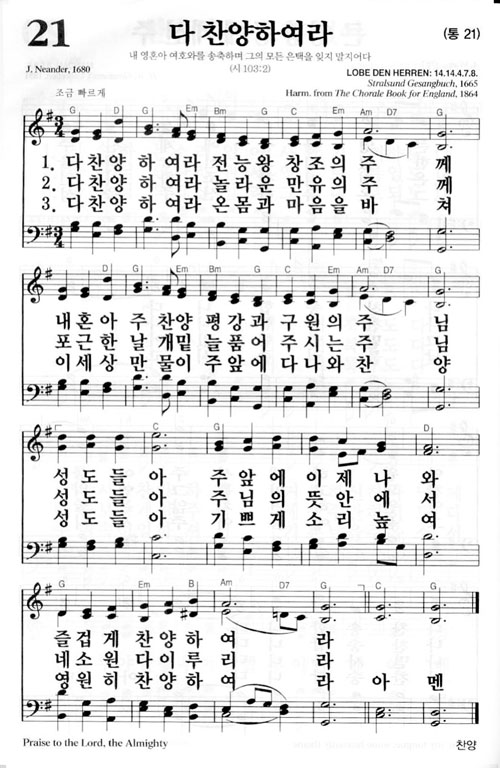 21
다 찬양하여라
(통 21)
내 영혼아 여호와를 송축하며 그의 모든 은택을 잊지 말지어다
(시 103:2)
J. Neander, 1680
LOBE DEN HERREN: 14.14.4.7.8.
Stralsund Gesangbuch, 1665
Harm. from The Chorale Book for England, 1864
조금 빠르게
G D G Em Bm G C Em Am D7 G
1. 다 찬양 하 여라 전 능 왕 창 조 의 주 께
2. 다 찬양 하 여라 놀 라 운 만 유 의 주 께
3. 다 찬양 하 여라 온 몸 과 마 음 을 바 쳐
D G Em Bm G C Em Am D7 G
내 혼 아 주 찬양 평 강 과 구 원 의 주 님
포 근 한 날 개밑 늘 품 어 주 시 는 주 님
이 세 상 만 물이 주 앞 에 다 나 와 찬 양
G C G Em D
성 도 들 아 주 앞 에 이 제 나 와
성 도 들 아 주 님 의 뜻 안 에 서
성 도 들 아 기 쁘 게 소 리 높 여
G Em B Am D7 G C G
즐 겁 게 찬 양 하 여 라
네 소 원 다 이 루 리 라
영 원 히 찬 양 하 여 라 아 멘
Praise to the Lord, the Almighty
찬양